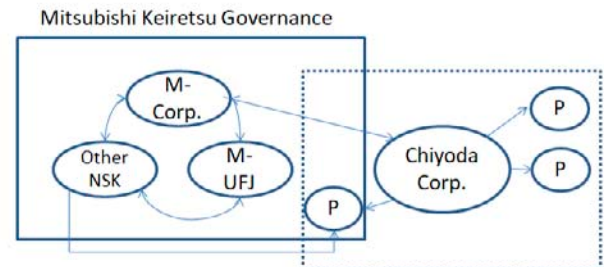 Mitsubishi Keiretsu Governance
M-
Corp.
Other
NSK
M-
UFJ
P
Chiyoda
Corp.
P
P